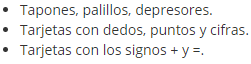 • Tapones, palillos, depresores.
• Tarjetas con dedos, puntos y cifras.
• Tarjetas con los signos + y =.